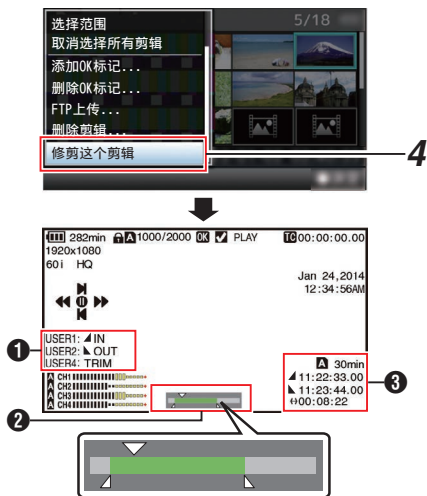 选择范围
取消选择所有剪辑
添加OK标记...
删除OK标记...
FTP上传...
删除剪辑...
修剪这个剪辑
5/18
4
282min A 1000/2000 OK PLAY TC 00:00:00.00
1920x1080
60i HQ
Jan 24,2014
12:34:56AM
USER1: IN
USER2: OUT
USER4: TRIM
1
A CH1
A CH2
A CH3
A CH4
2
A 30min
11:22:33.00
11:23:44.00
00:08:22
3